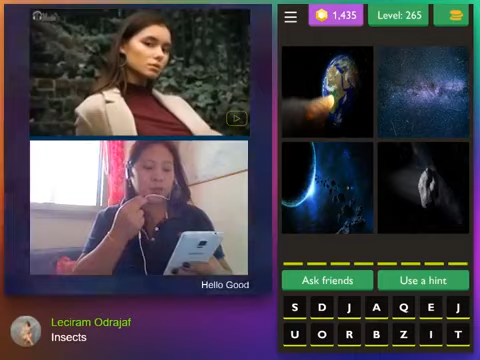 1,435
Level: 265
Hello Good
Leciram Odrajaf
Insects
Ask friends
Use a hint
S D J A Q E J
U O R B Z I T